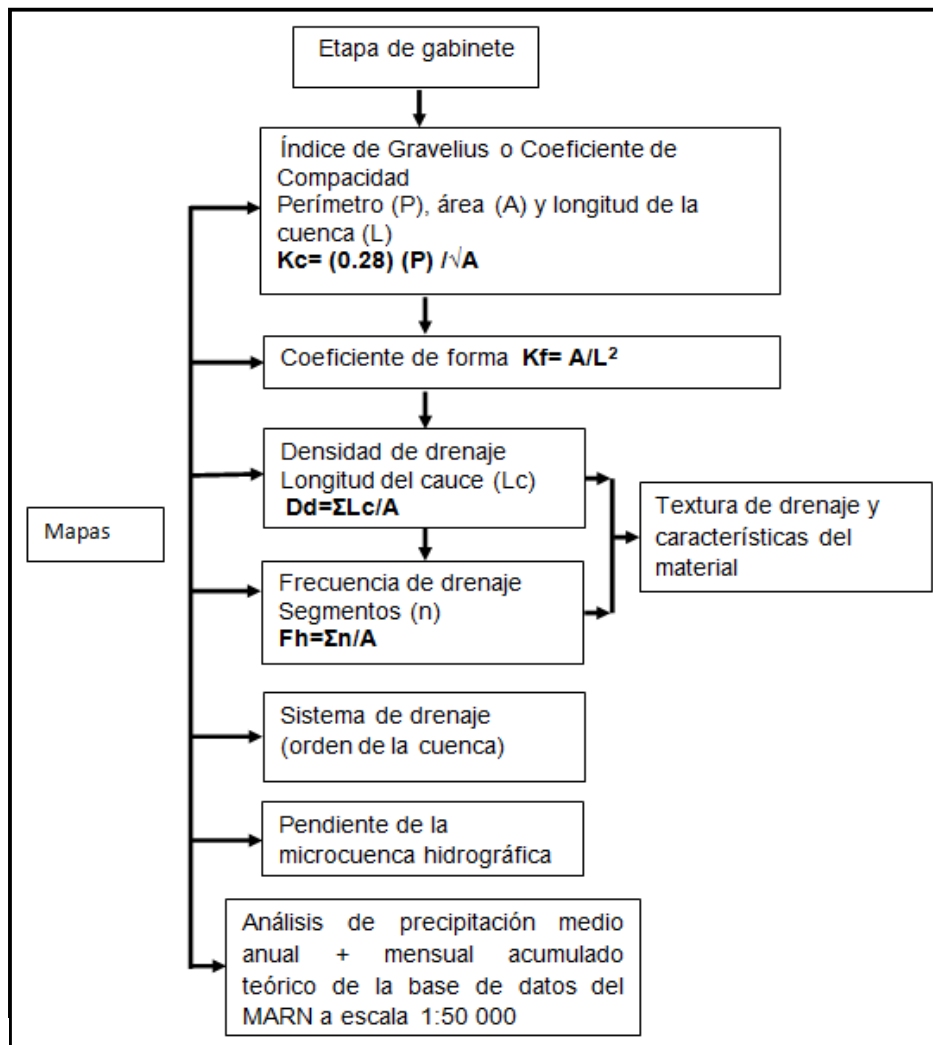 Etapa de gabinete
Índice de Gravelius o Coeficiente de
Compacidad
Perímetro (P), área (A) y longitud de la
cuenca (L)
Kc= (0.28) (P) /√A
Coeficiente de forma Kf= A/L²
Densidad de drenaje
Longitud del cauce (Lc)
Dd=ΣLc/A
Textura de drenaje y
características del
material
Mapas
Frecuencia de drenaje
Segmentos (n)
Fh=Σn/A
Sistema de drenaje
(orden de la cuenca)
Pendiente de la
microcuenca hidrográfica
Análisis de precipitación medio
anual + mensual acumulado
teórico de la base de datos del
MARN a escala 1:50 000